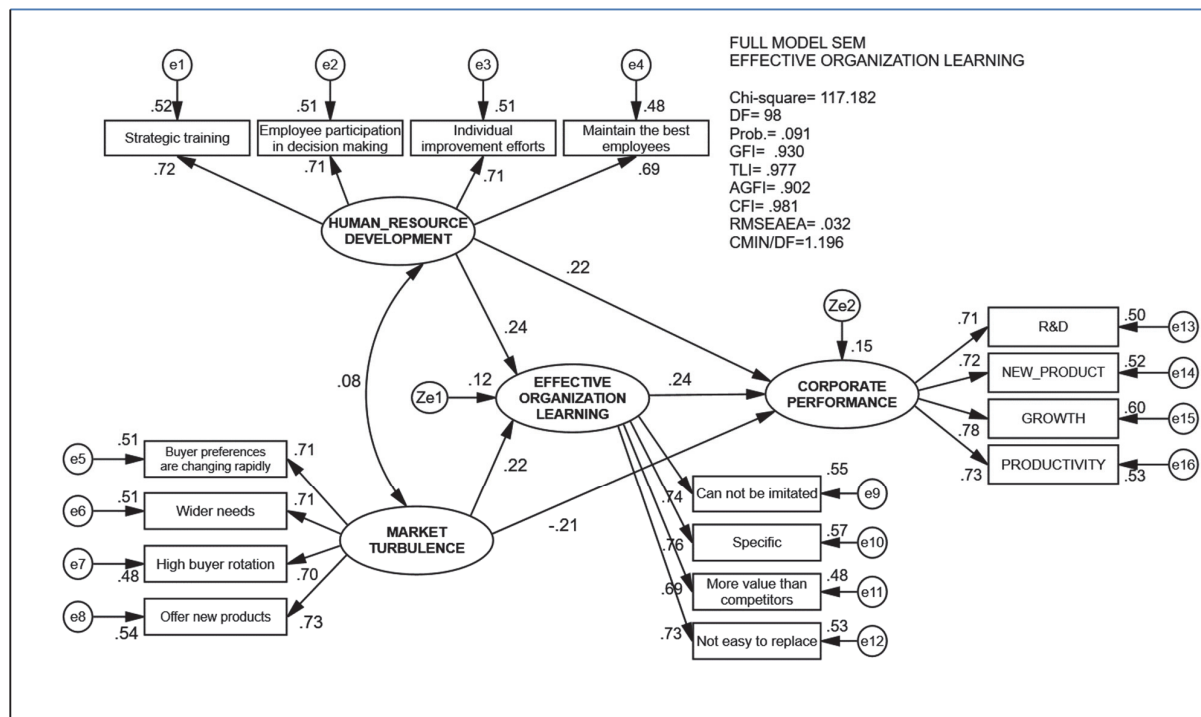 FULL MODEL SEM
EFFECTIVE ORGANIZATION LEARNING
Chi-square= 117.182
DF= 98
Prob.= .091
GFI= .930
TLI= .977
AGFI= .902
CFI= .981
RMSEAEA= .032
CMIN/DF=1.196
e1
e2
e3
e4
.52
.51
.51
.48
Strategic training
Employee participation
in decision making
Individual
improvement efforts
Maintain the best
employees
.72
.71
.71
.69
HUMAN_RESOURCE
DEVELOPMENT
.22
.24
.08
Ze1
.12
EFFECTIVE
ORGANIZATION
LEARNING
.24
Ze2
.15
CORPORATE
PERFORMANCE
.71
R&D
.50
e13
.72
NEW_PRODUCT
.52
e14
.78
GROWTH
.60
e15
.73
PRODUCTIVITY
.53
e16
e5
.51
Buyer preferences
are changing rapidly
.71
e6
.51
Wider needs
.71
e7
.48
High buyer rotation
.70
e8
.54
Offer new products
.73
MARKET
TURBULENCE
.22
-.21
.74
Can not be imitated
.55
e9
.76
Specific
.57
e10
.69
More value than
competitors
.48
e11
.73
Not easy to replace
.53
e12